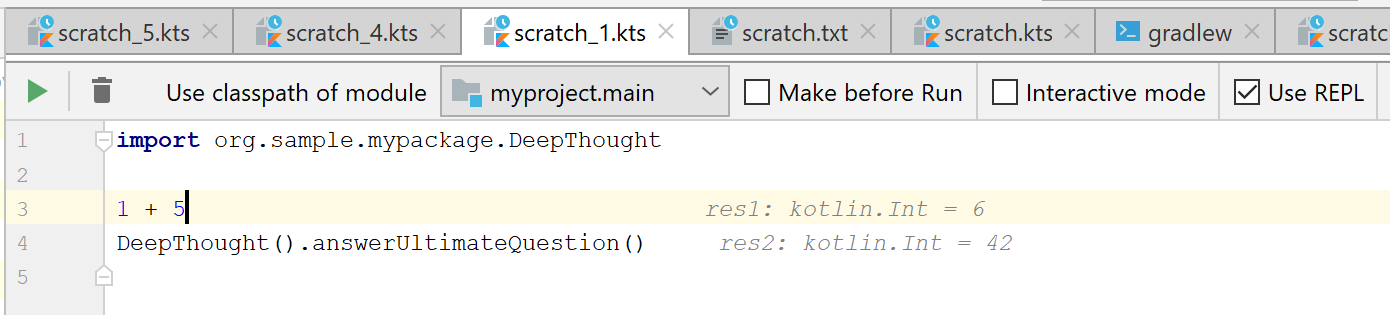 scratch_5.kts scratch_4.kts scratch_1.kts scratch.txt scratch.kts gradlew scratc
Use classpath of module myproject.main Make before Run Interactive mode Use REPL
1 import org.sample.mypackage.DeepThought
2
3 1 + 5 res1: kotlin.Int = 6
4 DeepThought().answerUltimateQuestion() res2: kotlin.Int = 42
5